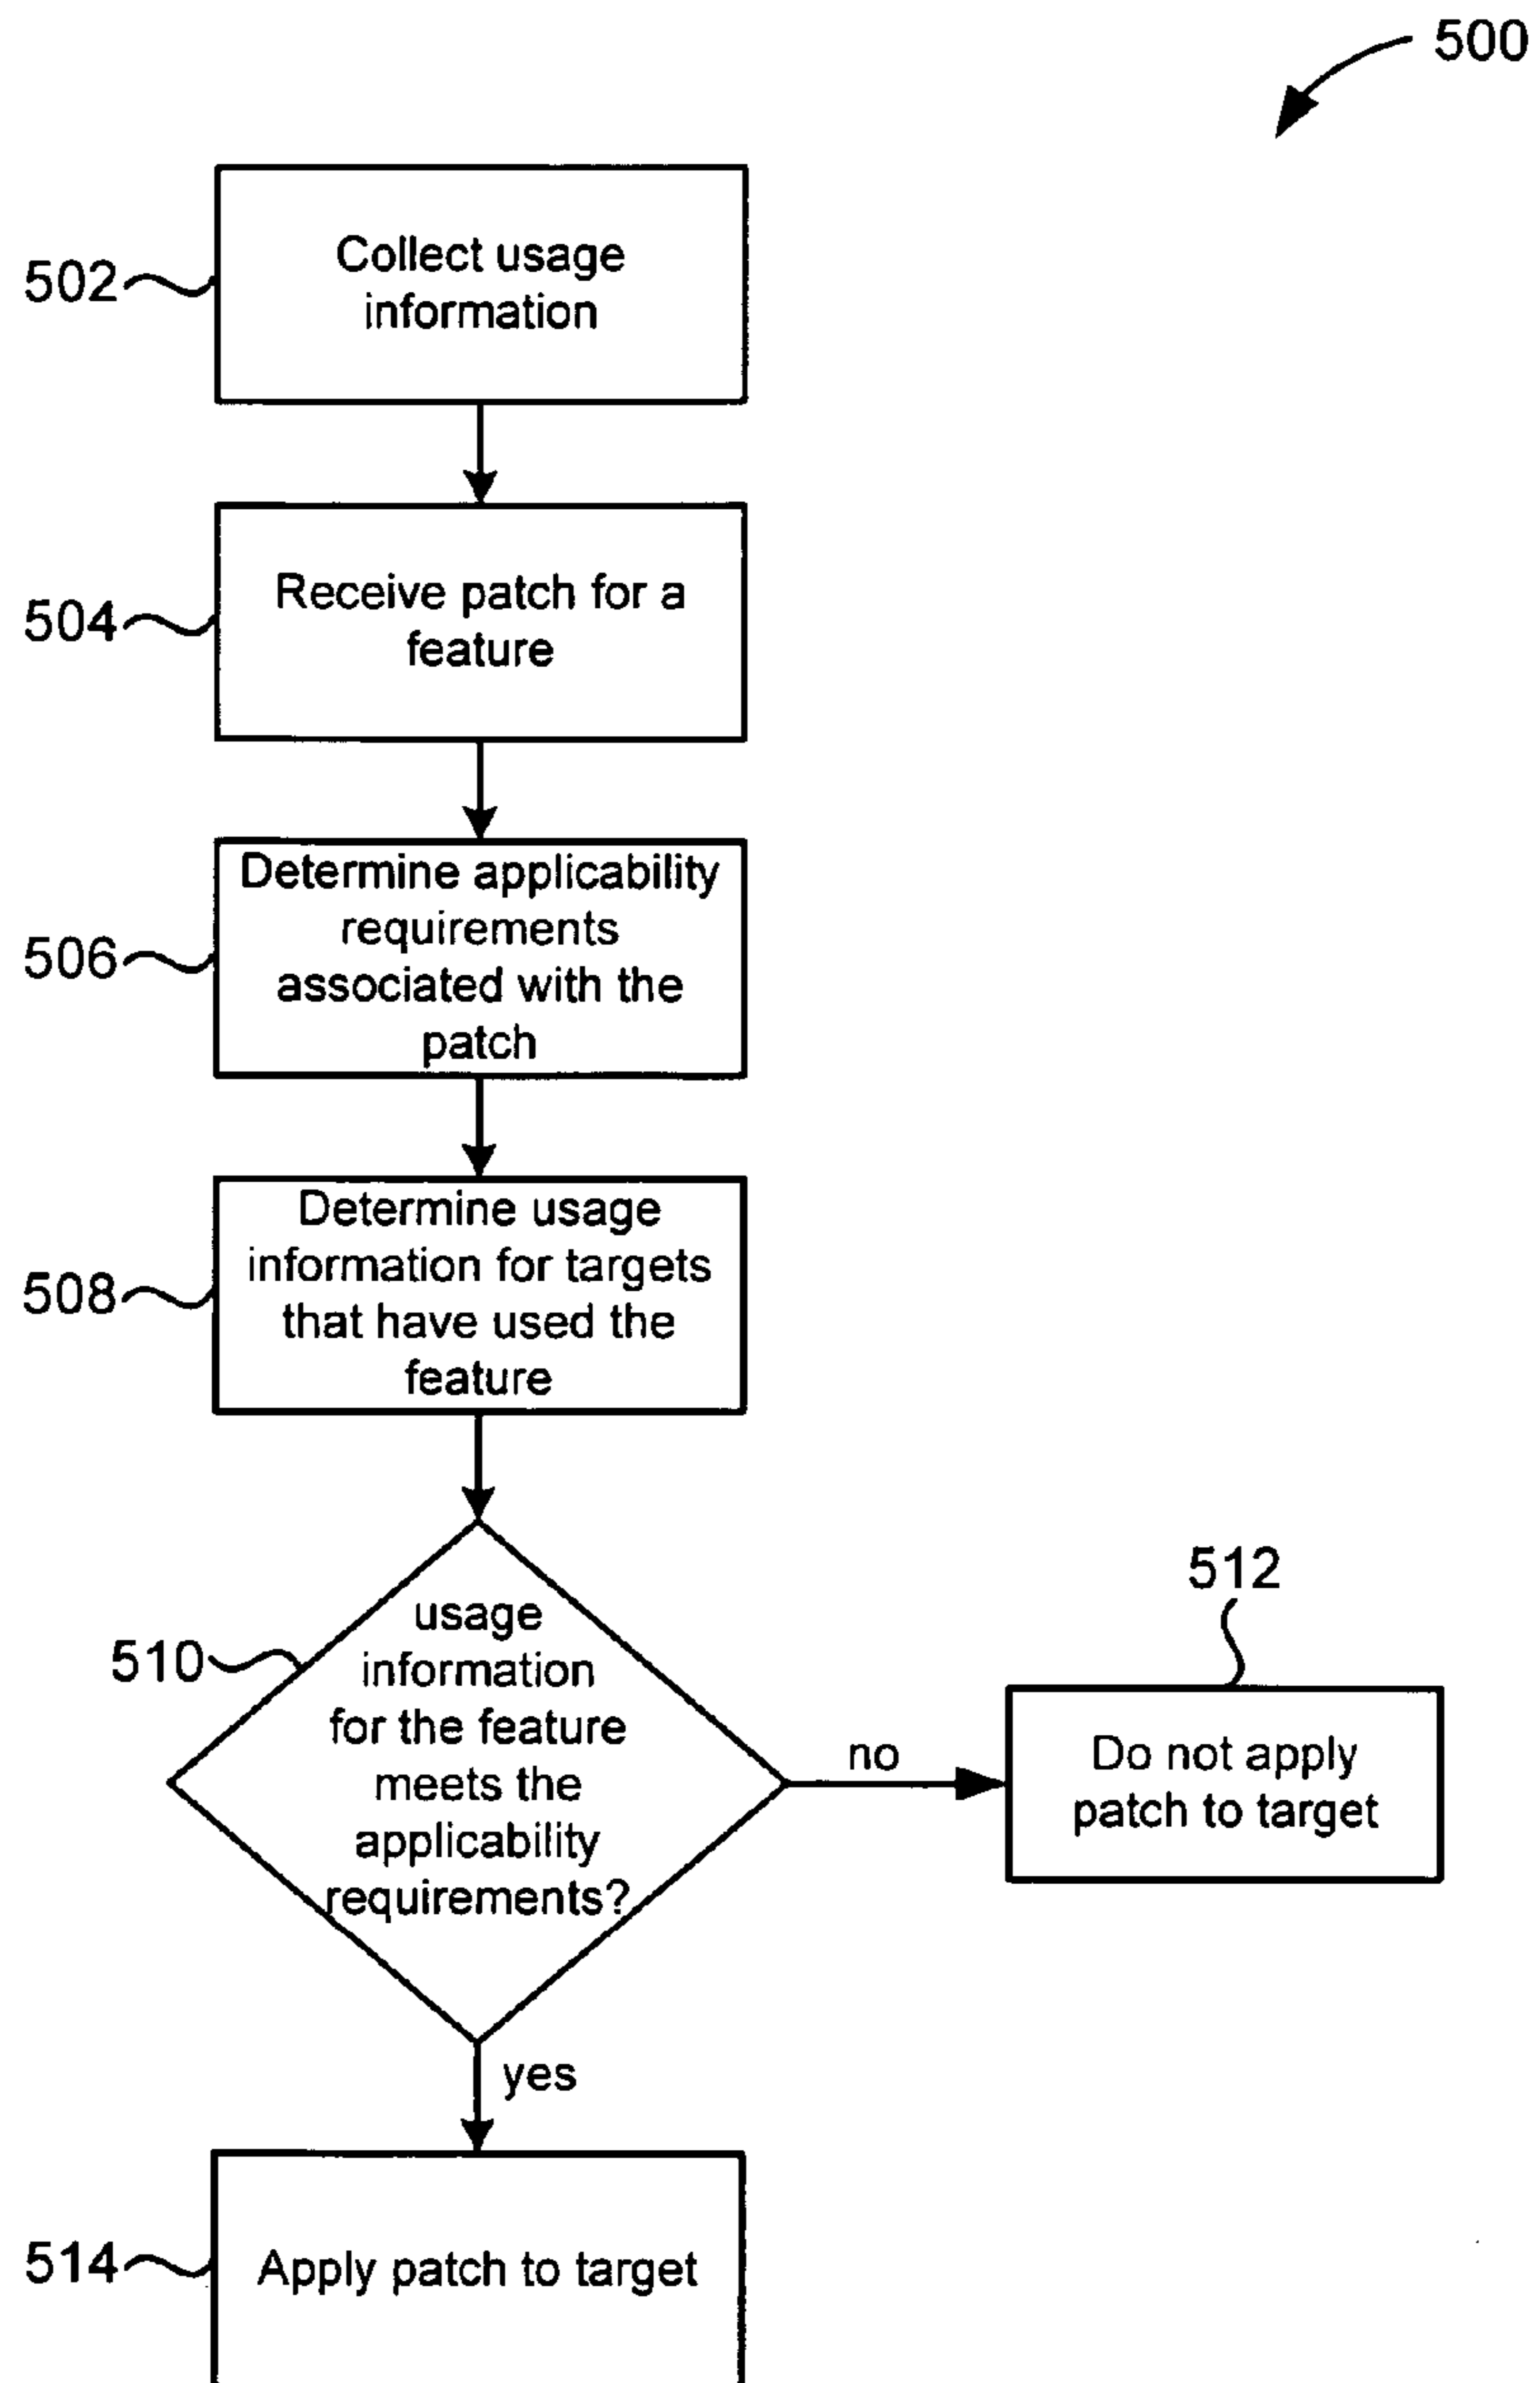 500
502
Collect usage
information
504
Receive patch for a
feature
506
Determine applicability
requirements
associated with the
patch
508
Determine usage
information for targets
that have used the
feature
510
usage
information
for the feature
meets the
applicability
requirements?
no
512
Do not apply
patch to target
yes
514
Apply patch to target